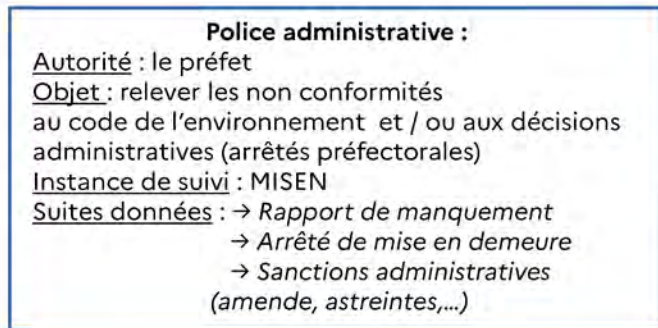 Police administrative :
Autorité : le préfet
Objet : relever les non conformités
au code de l'environnement et / ou aux décisions
administratives (arrêtés préfectorales)
Instance de suivi : MISEN
Suites données : → Rapport de manquement
→ Arrêté de mise en demeure
→ Sanctions administratives
(amende, astreintes,...)